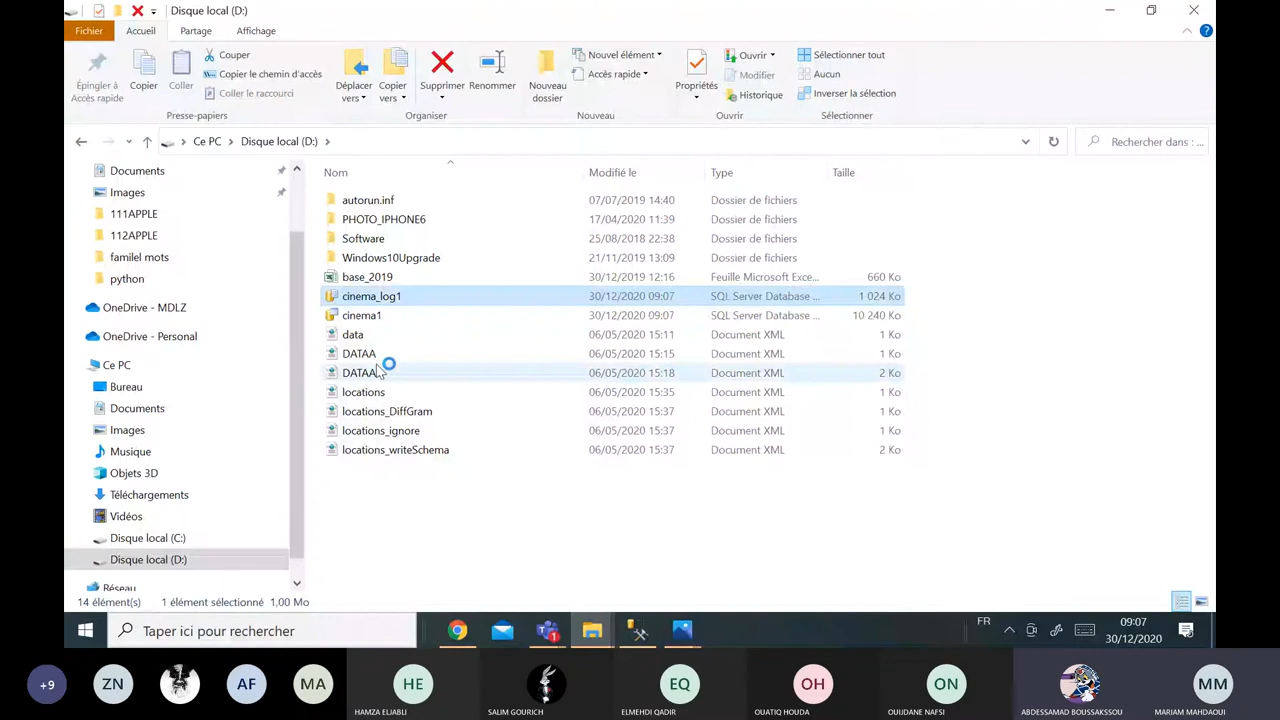 Disque local (D:)
Fichier Accueil Partage Affichage
Épingler à Accès rapide
Copier
Coller
Couper
Copier le chemin d'accès
Coller le raccourci
Presse-papiers
Déplacer vers
Copier vers
Supprimer
Renommer
Organiser
Nouveau dossier
Nouvel élément
Accès rapide
Nouveau
Propriétés
Ouvrir
Modifier
Historique
Ouvrir
Sélectionner tout
Aucun
Inverser la sélection
Sélectionner
Ce PC > Disque local (D:) >
Rechercher dans : ...
Documents
Images
111APPLE
112APPLE
familel mots
python
OneDrive - MDLZ
OneDrive - Personal
Ce PC
Bureau
Documents
Images
Musique
Objets 3D
Téléchargements
Vidéos
Disque local (C:)
Disque local (D:)
Réseau
Nom Modifié le Type Taille
autorun.inf 07/07/2019 14:40 Dossier de fichiers
PHOTO_IPHONE6 17/04/2020 11:39 Dossier de fichiers
Software 25/08/2018 22:38 Dossier de fichiers
Windows10Upgrade 21/11/2019 13:09 Dossier de fichiers
base_2019 30/12/2019 12:16 Feuille Microsoft Exce... 660 Ko
cinema_log1 30/12/2020 09:07 SQL Server Database ... 1 024 Ko
cinema1 30/12/2020 09:07 SQL Server Database ... 10 240 Ko
data 06/05/2020 15:11 Document XML 1 Ko
DATAA 06/05/2020 15:15 Document XML 1 Ko
DATAA 06/05/2020 15:18 Document XML 2 Ko
locations 06/05/2020 15:35 Document XML 1 Ko
locations_DiffGram 06/05/2020 15:37 Document XML 2 Ko
locations_ignore 06/05/2020 15:37 Document XML 1 Ko
locations_writeSchema 06/05/2020 15:37 Document XML 2 Ko
14 élément(s) 1 élément sélectionné 1,00 Mo
Taper ici pour rechercher
1
FR
09:07
30/12/2020
+9 ZN AF MA HE EQ OH ON MM
HAMZA ELJABLI SALIM GOURICH ELMEHDI QADIR OUATIQ HOUDA OUIJDANE NAFSI ABDESSAMAD BOUSSAKSSOU MARIAM MAHDAOUI